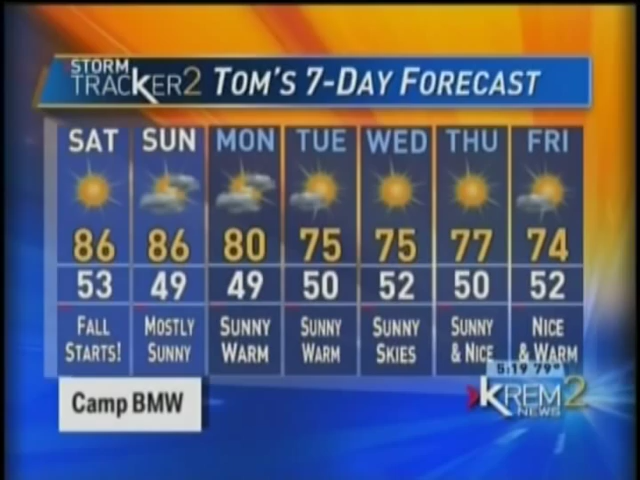 STORM
TRACKER 2 TOM'S 7-DAY FORECAST
SAT SUN MON TUE WED THU FRI
86 86 80 75 75 77 74
53 49 49 50 52 50 52
FALL STARTS! MOSTLY SUNNY SUNNY WARM SUNNY WARM SUNNY SKIES SUNNY & NICE NICE & WARM
5:19 79°
Camp BMW
KREM 2
NEWS